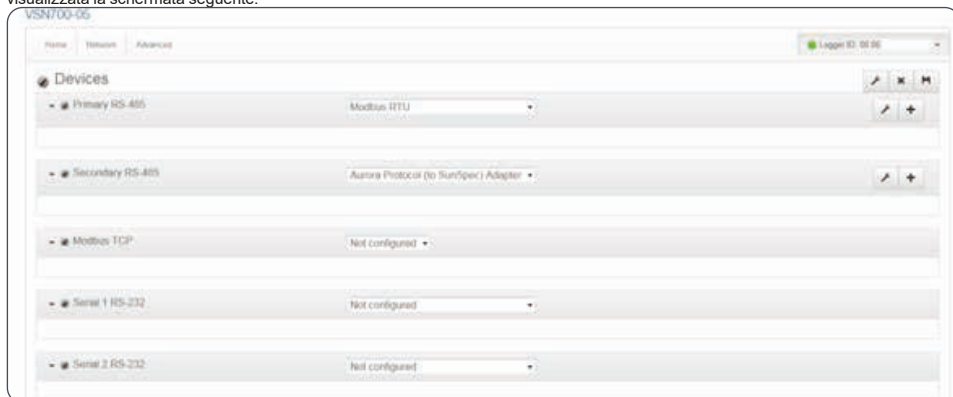 visualizzata la schermata seguente.
VSN700-05
Home Network Advanced
Logger ID:
Devices
Primary RS-485 Modbus RTU
Secondary RS-485 Aurora Protocol (to SunSpec) Adapter
Modbus TCP Not configured
Serial 1 RS-232 Not configured
Serial 2 RS-232 Not configured